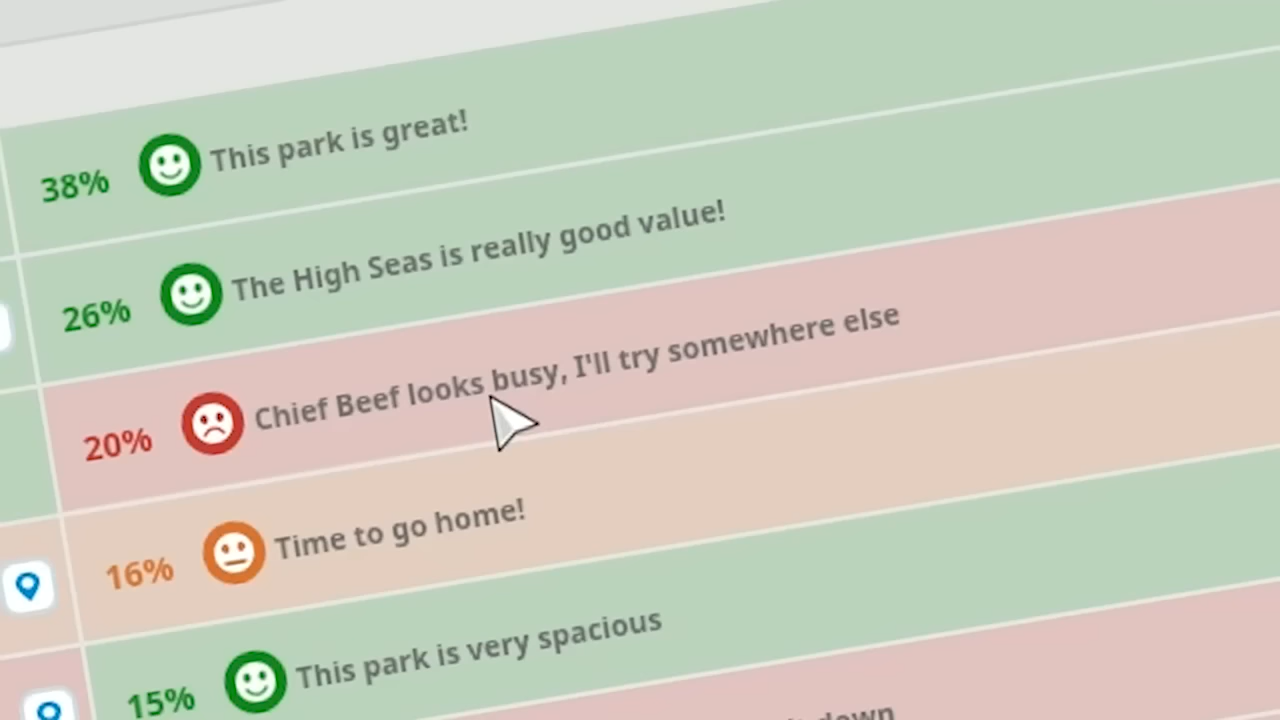 38% This park is great!
26% The High Seas is really good value!
20% Chief Beef looks busy, I'll try somewhere else
16% Time to go home!
15% This park is very spacious
down